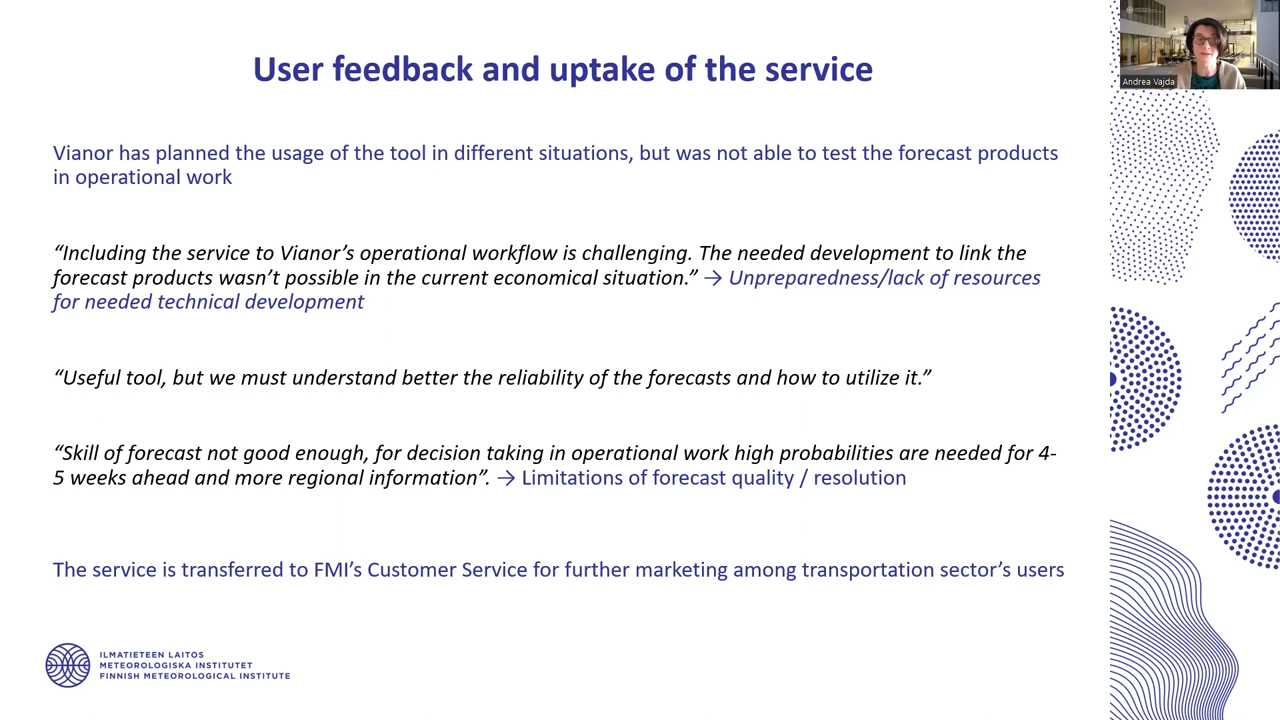 User feedback and uptake of the service
Andrea Vajda
Vianor has planned the usage of the tool in different situations, but was not able to test the forecast products
in operational work
“Including the service to Vianor’s operational workflow is challenging. The needed development to link the
forecast products wasn’t possible in the current economical situation.” → Unpreparedness/lack of resources
for needed technical development
“Useful tool, but we must understand better the reliability of the forecasts and how to utilize it.”
“Skill of forecast not good enough, for decision taking in operational work high probabilities are needed for 4-
5 weeks ahead and more regional information”. → Limitations of forecast quality / resolution
The service is transferred to FMI’s Customer Service for further marketing among transportation sector’s users
ILMATIETEEN LAITOS
METEOROLOGISKA INSTITUTET
FINNISH METEOROLOGICAL INSTITUTE